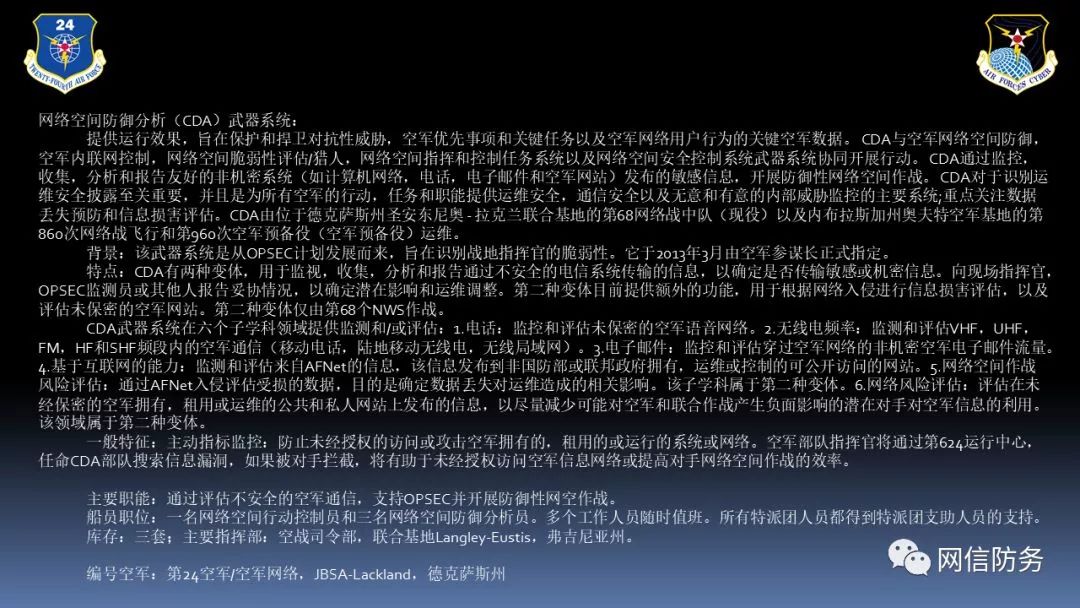 24
TWENTY-FOURTH AIR FORCE
AIR FORCES CYBER
网络空间防御分析（CDA）武器系统：
提供运行效果，旨在保护和捍卫对抗性威胁，空军优先事项和关键任务以及空军网络用户行为的关键空军数据。CDA与空军网络空间防御，
空军内联网控制，网络空间脆弱性评估/猎人，网络空间指挥和控制任务系统以及网络空间安全控制系统武器系统协同开展行动。CDA通过监控，
收集，分析和报告友好的非机密系统（如计算机网络，电话，电子邮件和空军网站）发布的敏感信息，开展防御性网络空间作战。CDA对于识别运
维安全披露至关重要，并且是为所有空军的行动，任务和职能提供运维安全，通信安全以及无意和有意的内部威胁监控的主要系统;重点关注数据
丢失预防和信息损害评估。CDA由位于德克萨斯州圣安东尼奥 - 拉克兰联合基地的第68网络战中队（现役）以及内布拉斯加州奥夫特空军基地的第
860次网络战飞行和第960次空军预备役（空军预备役）运维。
背景：该武器系统是从OPSEC计划发展而来，旨在识别战地指挥官的脆弱性。它于2013年3月由空军参谋长正式指定。
特点：CDA有两种变体，用于监视，收集，分析和报告通过不安全的电信系统传输的信息，以确定是否传输敏感或机密信息。向现场指挥官，
OPSEC监测员或其他人报告妥协情况，以确定潜在影响和运维调整。第二种变体目前提供额外的功能，用于根据网络入侵进行信息损害评估，以及
评估未保密的空军网站。第二种变体仅由第68个NWS作战。
CDA武器系统在六个子学科领域提供监测和/或评估：1.电话：监控和评估未保密的空军语音网络。2.无线电频率：监测和评估VHF，UHF，
FM，HF和SHF频段内的空军通信（移动电话，陆地移动无线电，无线局域网）。3.电子邮件：监控和评估穿过空军网络的非机密空军电子邮件流量。
4.基于互联网的能力：监测和评估来自AFNet的信息，该信息发布到非国防部或联邦政府拥有，运维或控制的可公开访问的网站。5.网络空间作战
风险评估：通过AFNet入侵评估受损的数据，目的是确定数据丢失对运维造成的相关影响。该子学科属于第二种变体。6.网络风险评估：评估在未
经保密的空军拥有，租用或运维的公共和私人网站上发布的信息，以尽量减少可能对空军和联合作战产生负面影响的潜在对手对空军信息的利用。
该领域属于第二种变体。
一般特征：主动指标监控：防止未经授权的访问或攻击空军拥有的，租用的或运行的系统或网络。空军部队指挥官将通过第624运行中心，
任命CDA部队搜索信息漏洞，如果被对手拦截，将有助于未经授权访问空军信息网络或提高对手网络空间作战的效率。
主要职能：通过评估不安全的空军通信，支持OPSEC并开展防御性网空作战。
船员职位：一名网络空间行动控制员和三名网络空间防御分析员。多个工作人员随时值班。所有特派团人员都得到特派团支助人员的支持。
库存：三套；主要指挥部：空战司令部，联合基地Langley-Eustis，弗吉尼亚州。
编号空军：第24空军/空军网络，JBSA-Lackland，德克萨斯州
网信防务